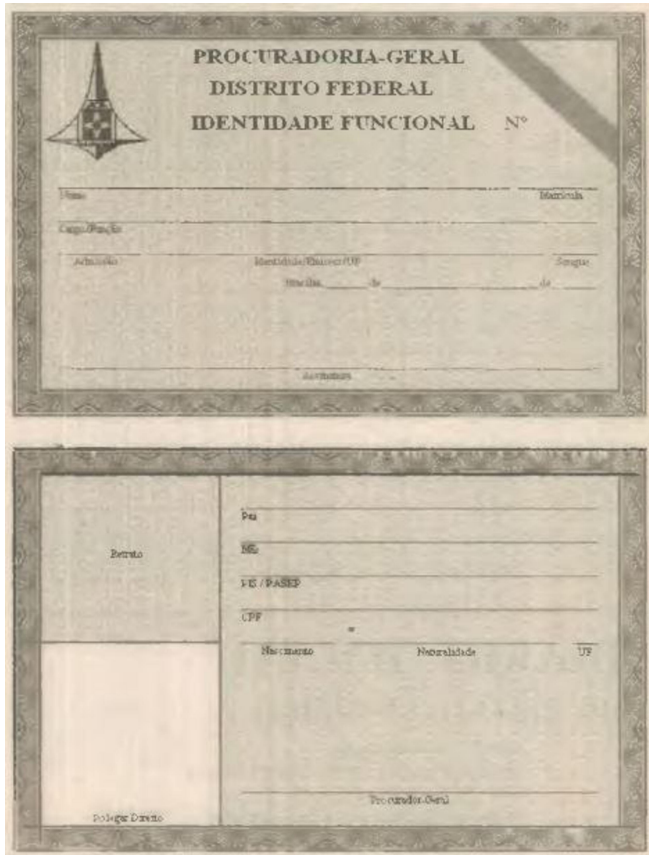 PROCURADORIA-GERAL
DISTRITO FEDERAL
IDENTIDADE FUNCIONAL Nº
Nome Matrícula
Cargo/Função
Admissão Identidade/Emissor/UF Sangue
Brasília, de de
Assinatura
Retrato
Pai
Mãe
PIS / PASEP
CPF
Nascimento Naturalidade UF
Procurador-Geral
Polegar Direito